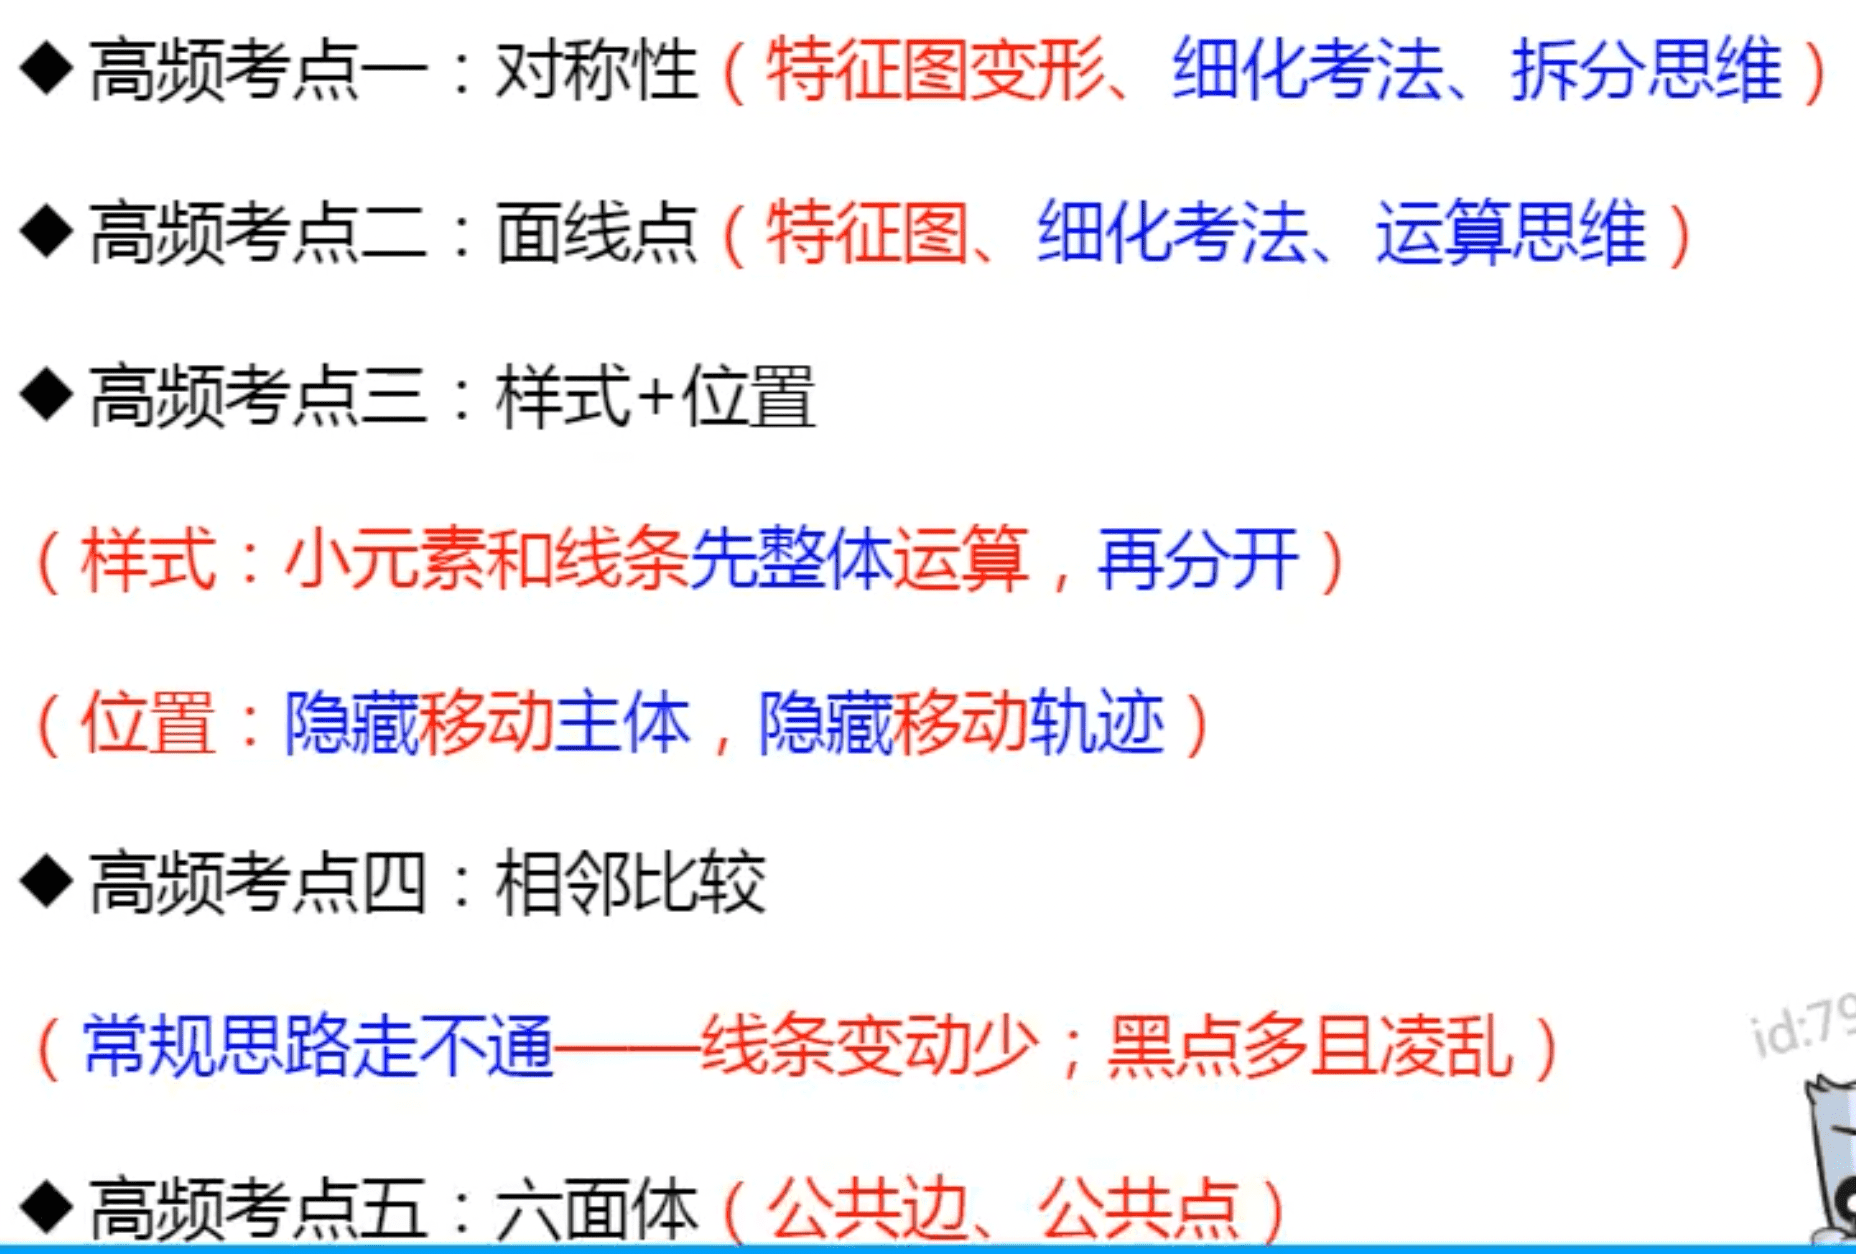 ◆高频考点一：对称性（特征图变形、细化考法、拆分思维）
◆高频考点二：面线点（特征图、细化考法、运算思维）
◆高频考点三：样式+位置
（样式：小元素和线条先整体运算，再分开）
（位置：隐藏移动主体，隐藏移动轨迹）
◆高频考点四：相邻比较
（常规思路走不通——线条变动少；黑点多且凌乱）
id:79
◆高频考点五：六面体（公共边、公共点）